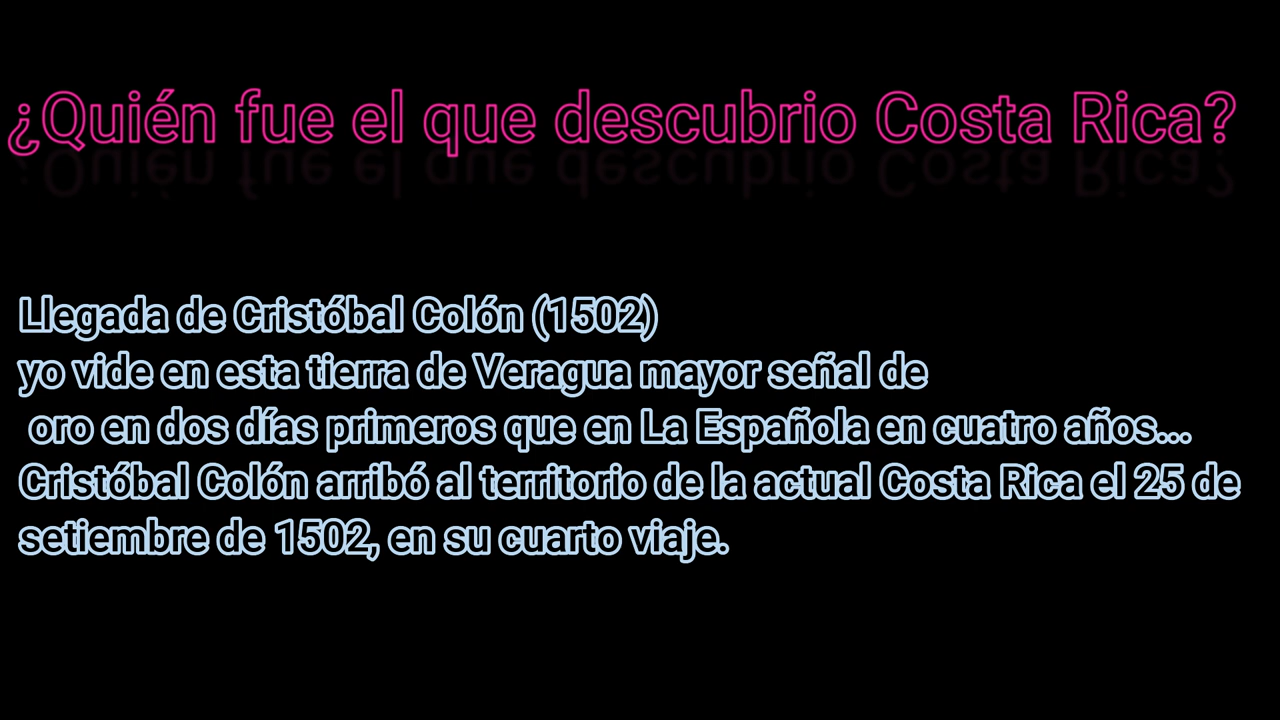 ¿Quién fue el que descubrio Costa Rica?
Llegada de Cristóbal Colón (1502)
yo vide en esta tierra de Veragua mayor señal de
oro en dos días primeros que en La Española en cuatro años...
Cristóbal Colón arribó al territorio de la actual Costa Rica el 25 de
setiembre de 1502, en su cuarto viaje.